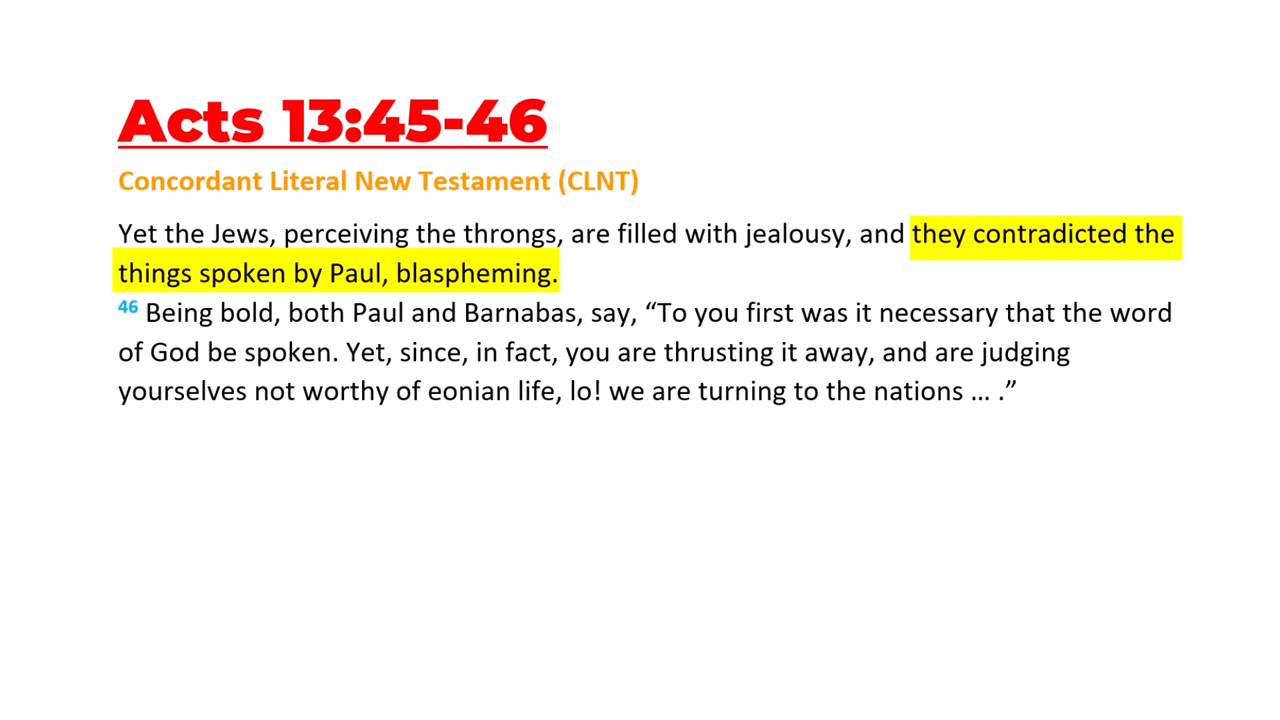 Acts 13:45-46
Concordant Literal New Testament (CLNT)
Yet the Jews, perceiving the throngs, are filled with jealousy, and they contradicted the
things spoken by Paul, blaspheming.
46 Being bold, both Paul and Barnabas, say, “To you first was it necessary that the word
of God be spoken. Yet, since, in fact, you are thrusting it away, and are judging
yourselves not worthy of eonian life, lo! we are turning to the nations … .”